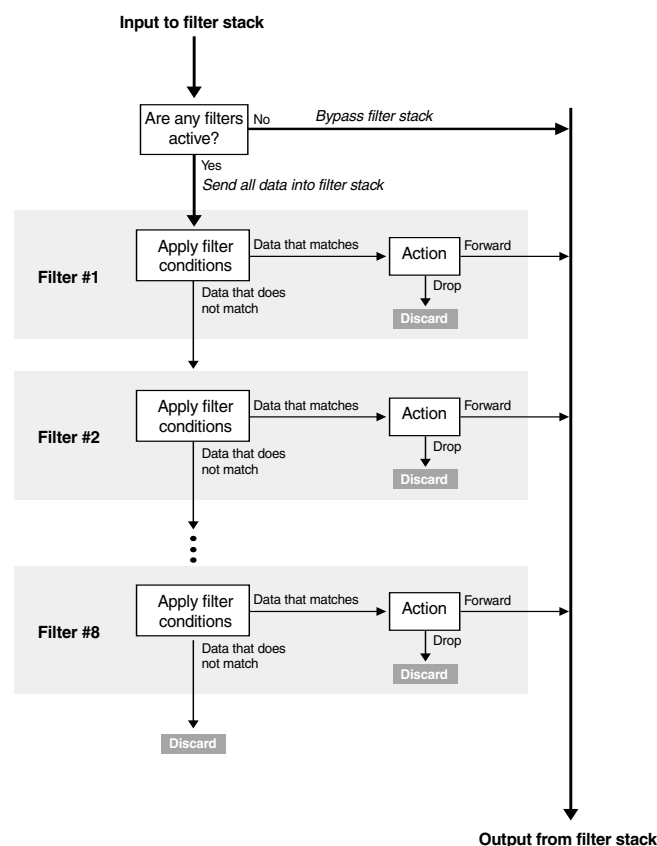 Input to filter stack
Are any filters
active?
No
Bypass filter stack
Yes
Send all data into filter stack
Filter #1
Apply filter
conditions
Data that matches
Action
Forward
Drop
Discard
Data that does
not match
Filter #2
Apply filter
conditions
Data that matches
Action
Forward
Drop
Discard
Data that does
not match
Filter #8
Apply filter
conditions
Data that matches
Action
Forward
Drop
Discard
Data that does
not match
Discard
Output from filter stack